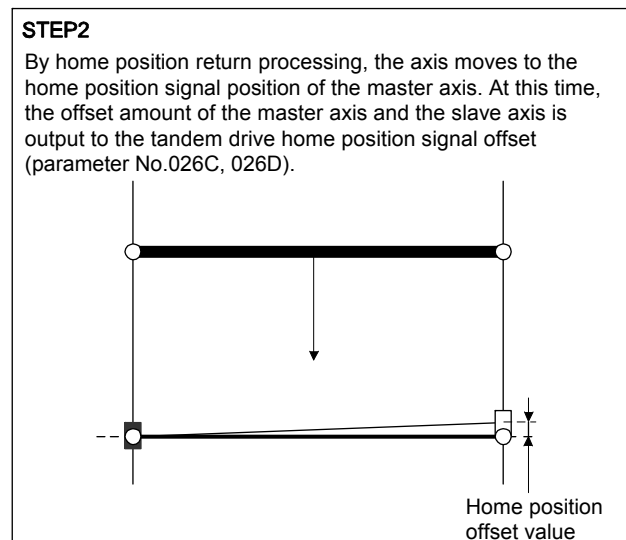 STEP2
By home position return processing, the axis moves to the
home position signal position of the master axis. At this time,
the offset amount of the master axis and the slave axis is
output to the tandem drive home position signal offset
(parameter No.026C, 026D).
Home position
offset value